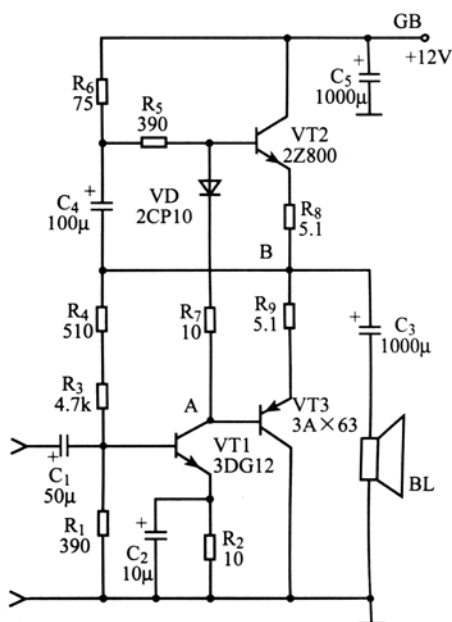 GB
+12V
R6
75
R5
390
+
C5
1000μ
VT2
2Z800
+
C4
100μ
VD
2CP10
R8
5.1
B
R4
510
R7
10
R9
5.1
+
C3
1000μ
R3
4.7k
A
VT3
3A×63
VT1
3DG12
C1
+
50μ
BL
R1
390
+
C2
10μ
R2
10